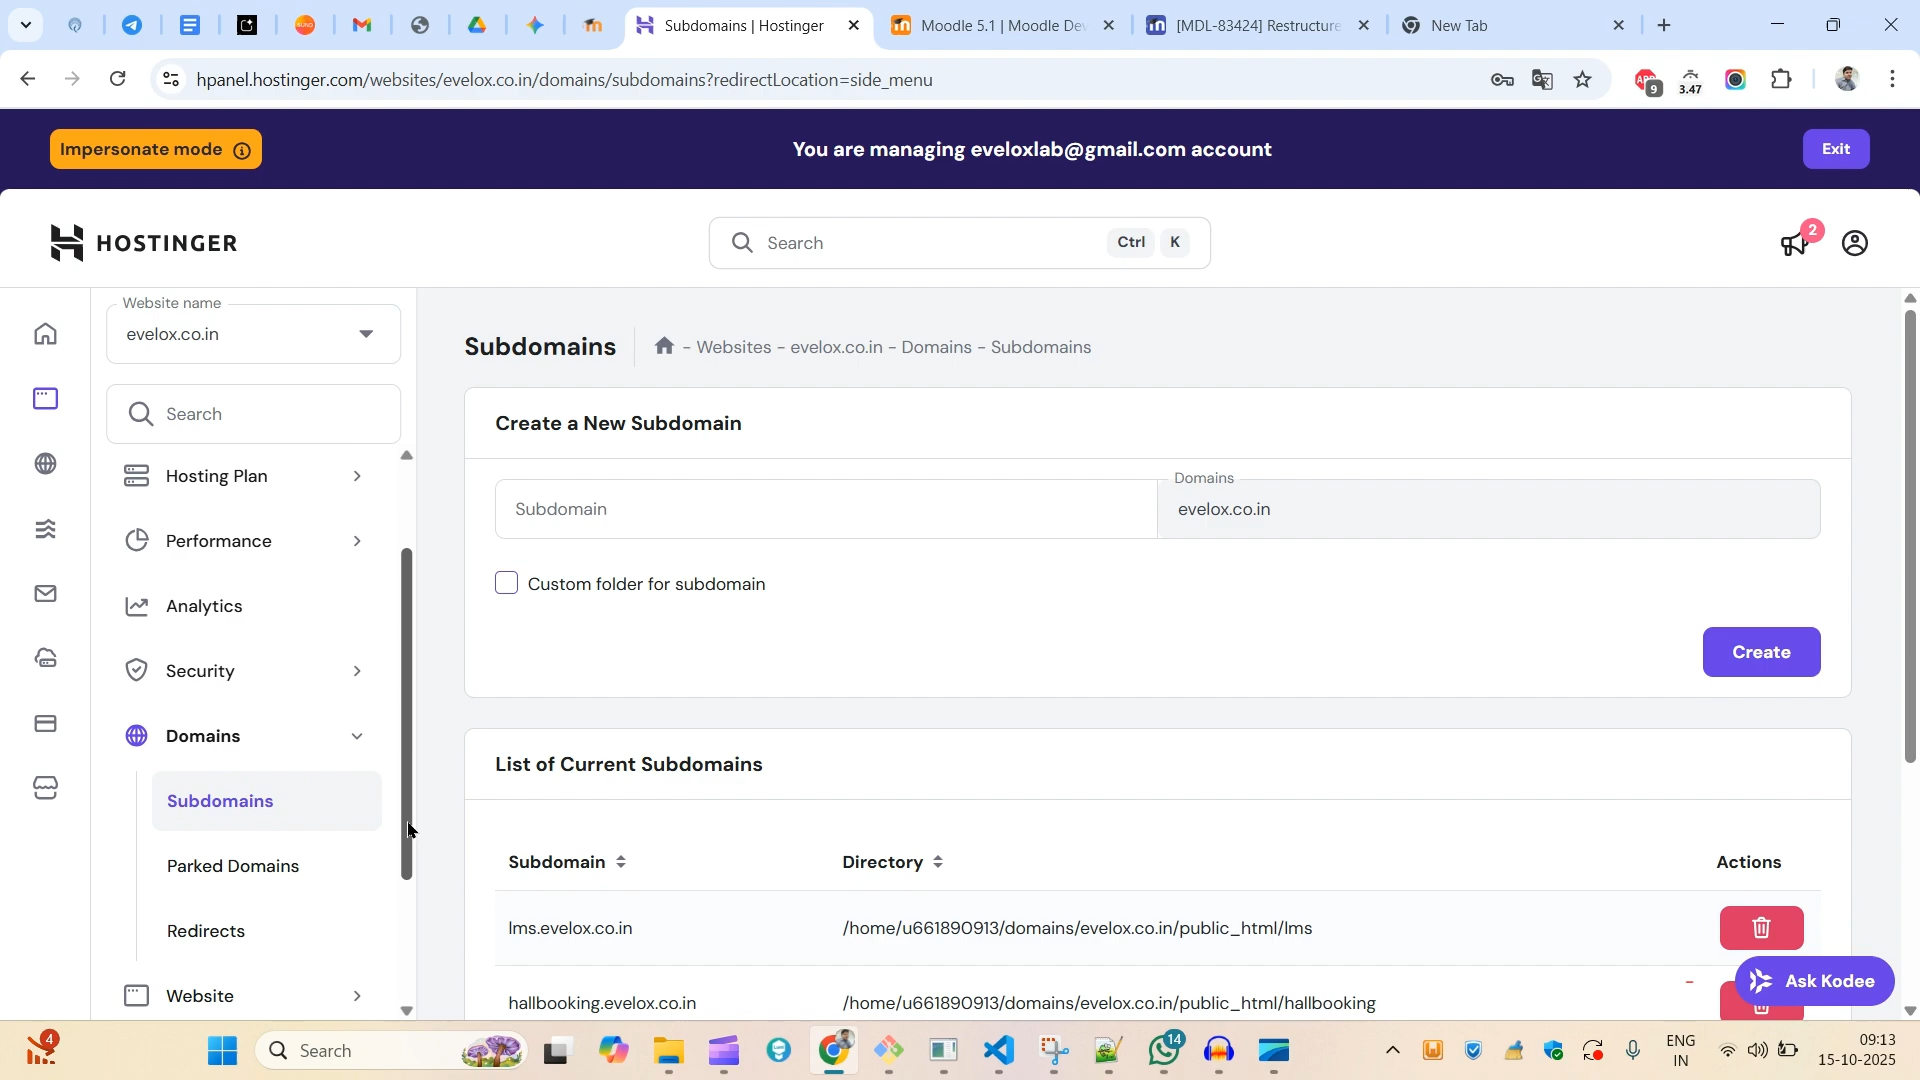 Subdomains | Hostinger
Moodle 5.1 | Moodle Dev
[MDL-83424] Restructure
New Tab
hpanel.hostinger.com/websites/evelox.co.in/domains/subdomains?redirectLocation=side_menu
9
3.47
Impersonate mode
You are managing eveloxlab@gmail.com account
Exit
HOSTINGER
Search
Ctrl
K
2
Website name
evelox.co.in
Search
Hosting Plan
Performance
Analytics
Security
Domains
Subdomains
Parked Domains
Redirects
Website
Subdomains
- Websites - evelox.co.in - Domains - Subdomains
Create a New Subdomain
Subdomain
Domains
evelox.co.in
Custom folder for subdomain
Create
List of Current Subdomains
Subdomain
Directory
Actions
lms.evelox.co.in
/home/u661890913/domains/evelox.co.in/public_html/lms
hallbooking.evelox.co.in
/home/u661890913/domains/evelox.co.in/public_html/hallbooking
Ask Kodee
4
Search
14
ENG
IN
09:13
15-10-2025